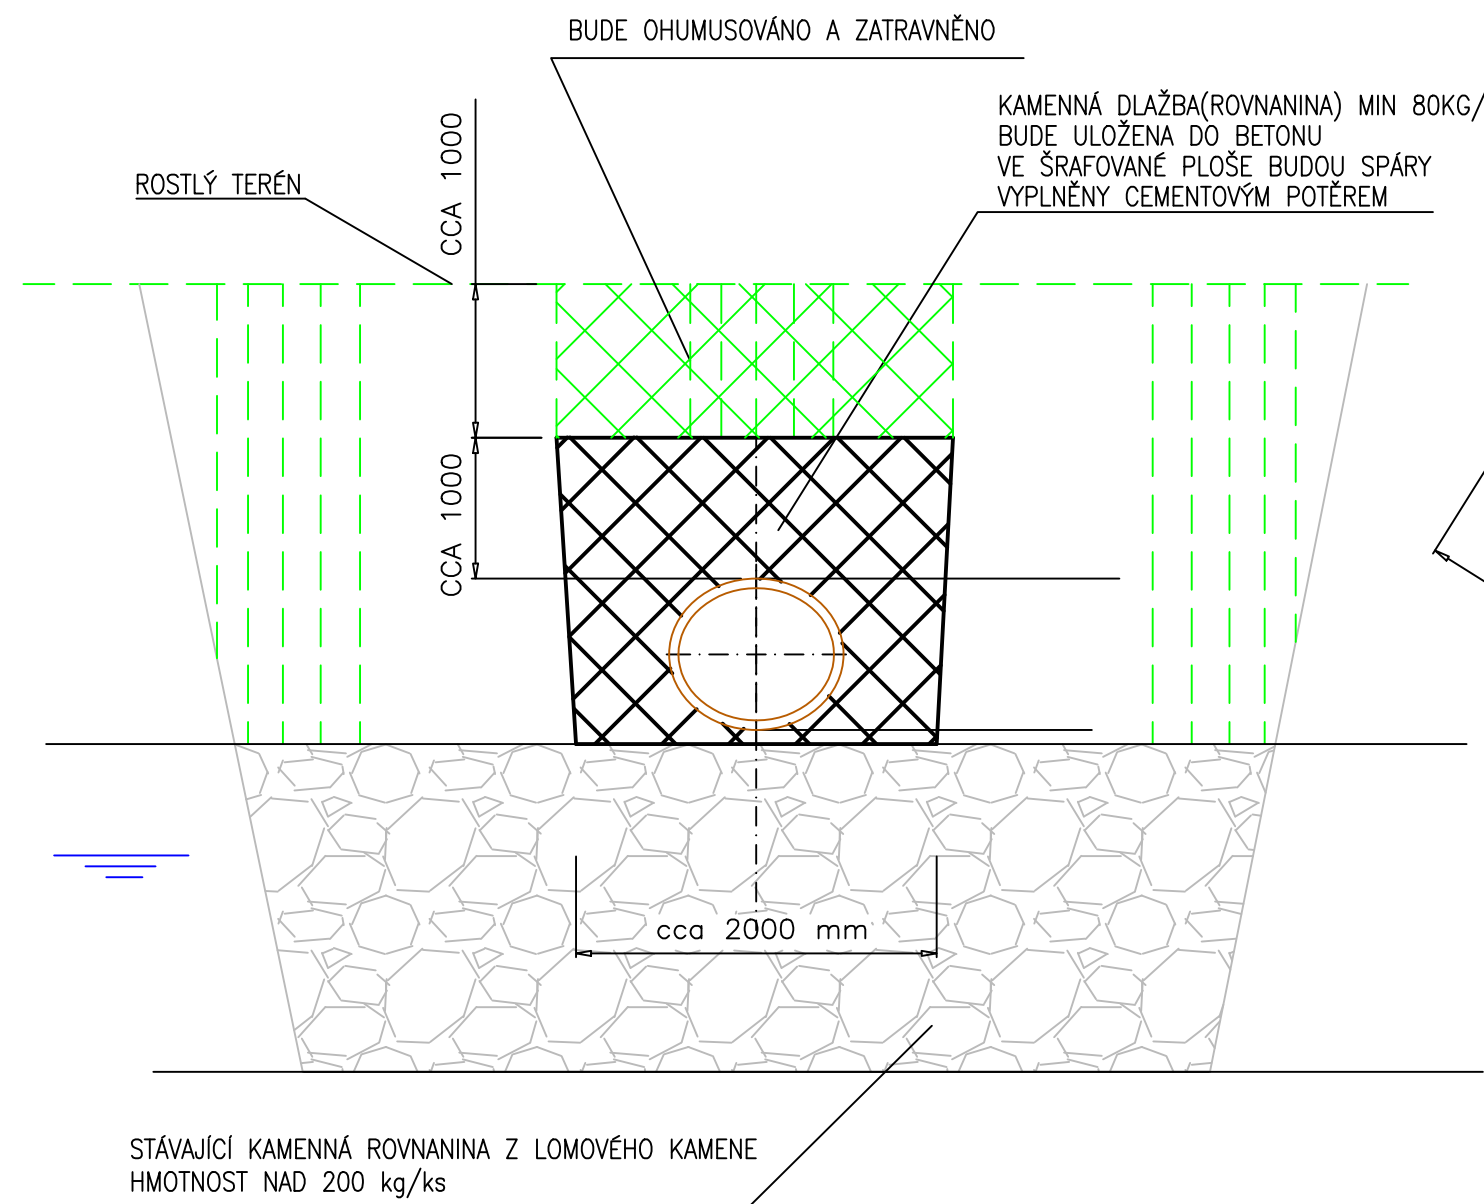 BUDE OHUMUSOVÁNO A ZATRAVNĚNO
KAMENNÁ DLAŽBA(ROVNANINA) MIN 80KG/
BUDE ULOŽENA DO BETONU
VE ŠRAFOVANÉ PLOŠE BUDOU SPÁRY
VYPLNĚNY CEMENTOVÝM POTĚREM
CCA 1000
ROSTLÝ TERÉN
CCA 1000
cca 2000 mm
STÁVAJÍCÍ KAMENNÁ ROVNANINA Z LOMOVÉHO KAMENE
HMOTNOST NAD 200 kg/ks